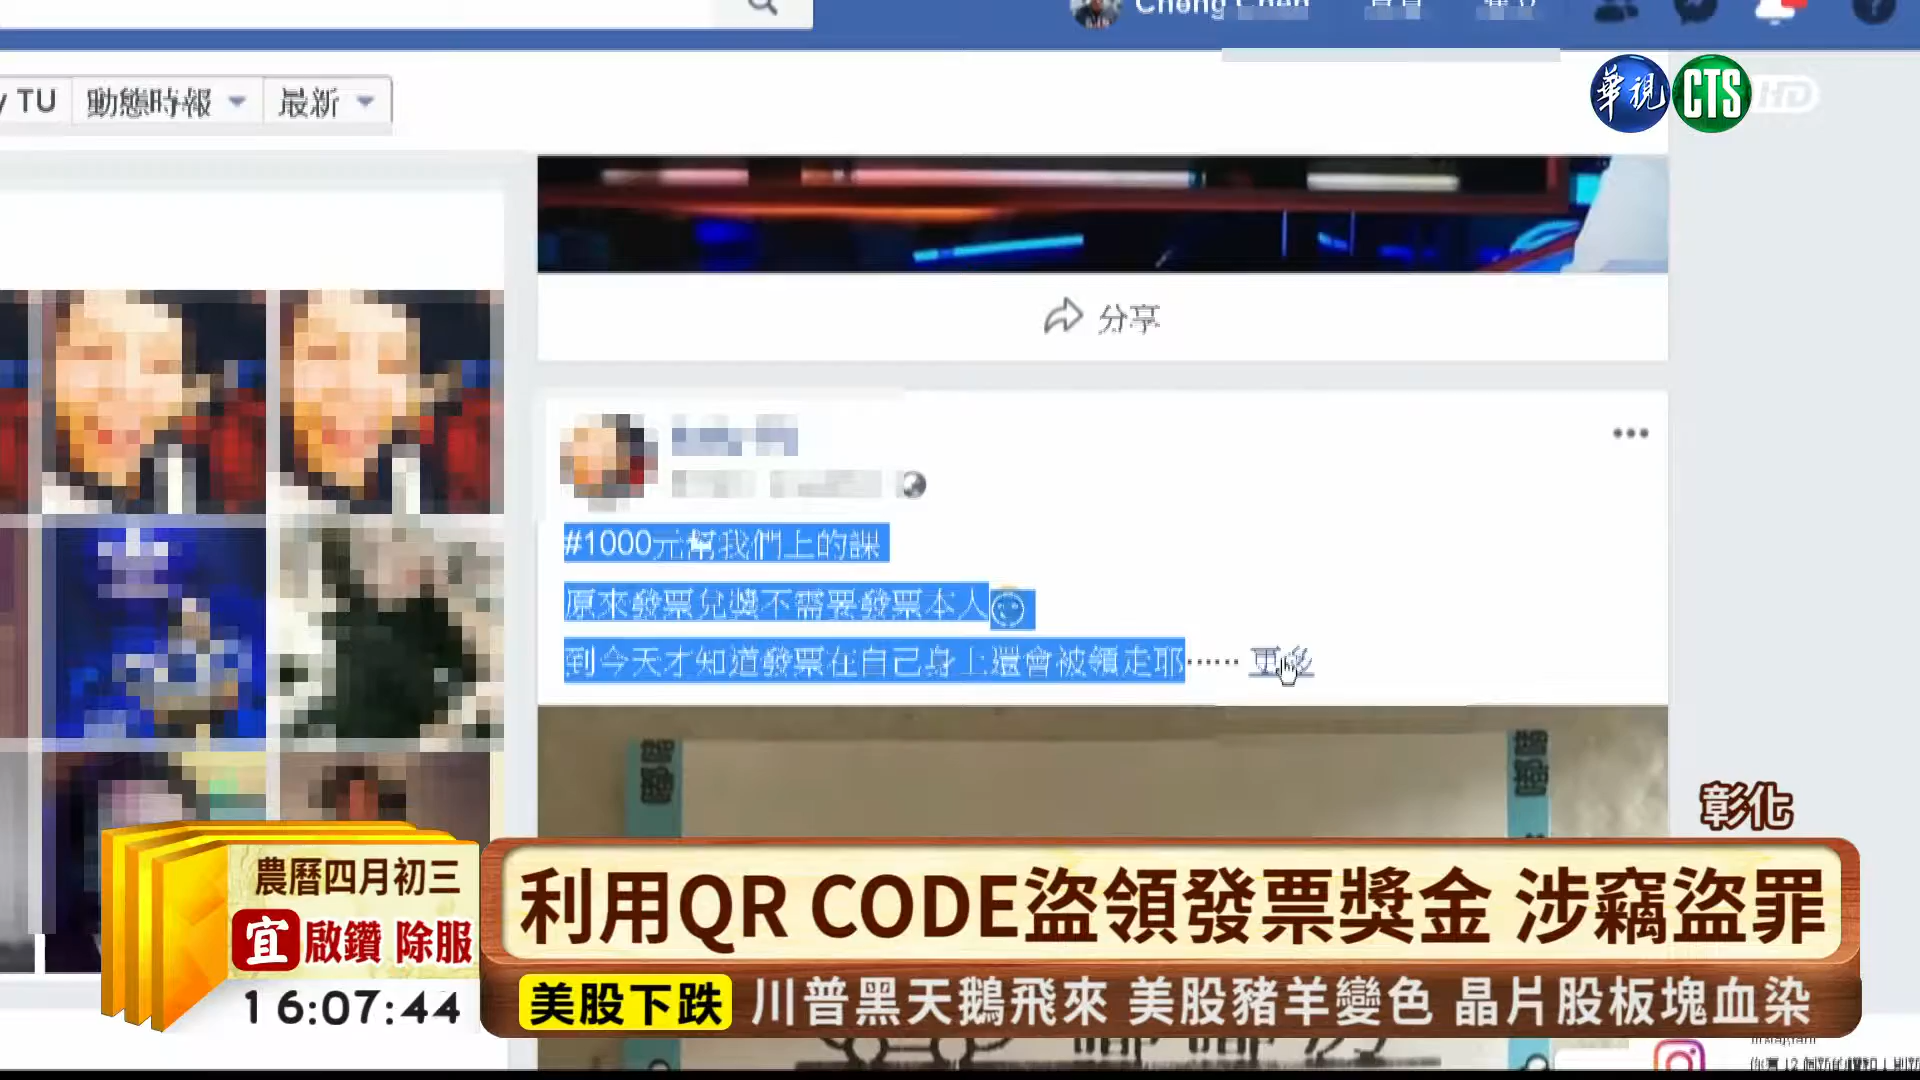 Cheng Chen
TU 動態時報 最新
華視 CTS HD
分享
#1000元幫我們上的課
原來發票兌獎不需要發票本人
到今天才知道發票在自己身上還會被領走耶…… 更多
彰化
農曆四月初三
宜 啟鑽 除服
16:07:44
利用QR CODE盜領發票獎金 涉竊盜罪
美股下跌 川普黑天鵝飛來 美股豬羊變色 晶片股板塊血染
Instagram